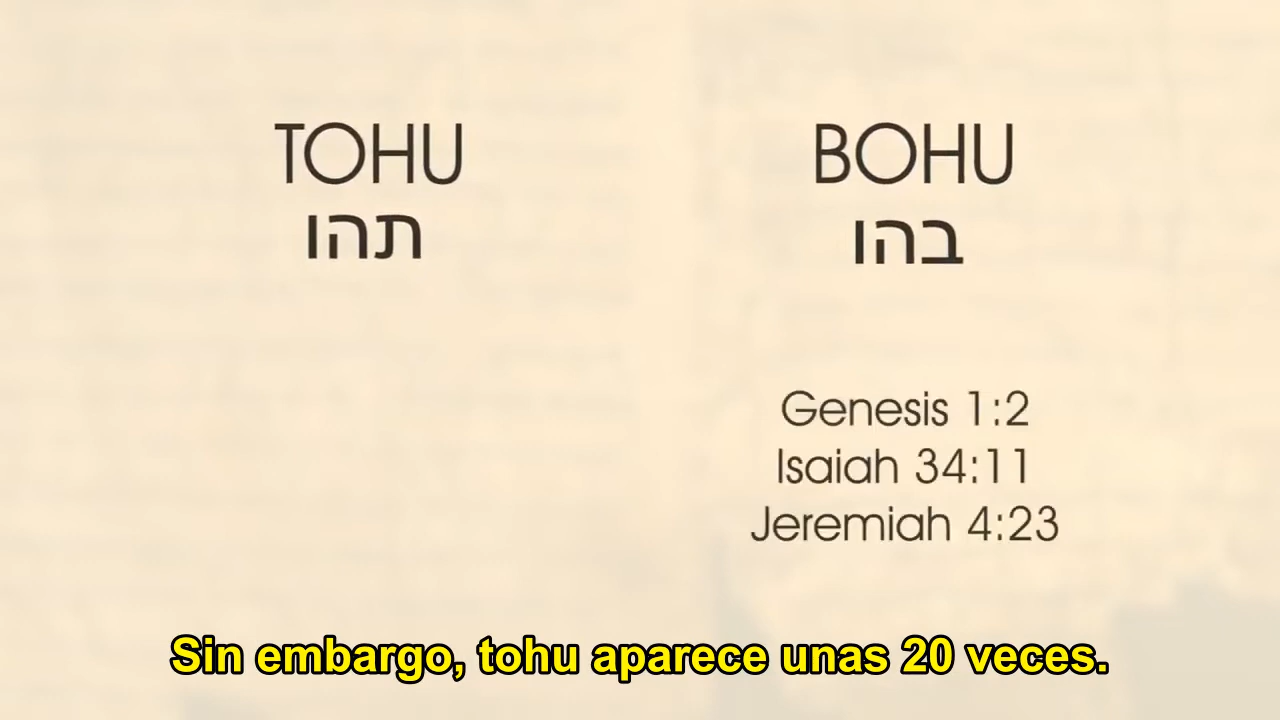 TOHU
תהו
BOHU
בהו
Genesis 1:2
Isaiah 34:11
Jeremiah 4:23
Sin embargo, tohu aparece unas 20 veces.